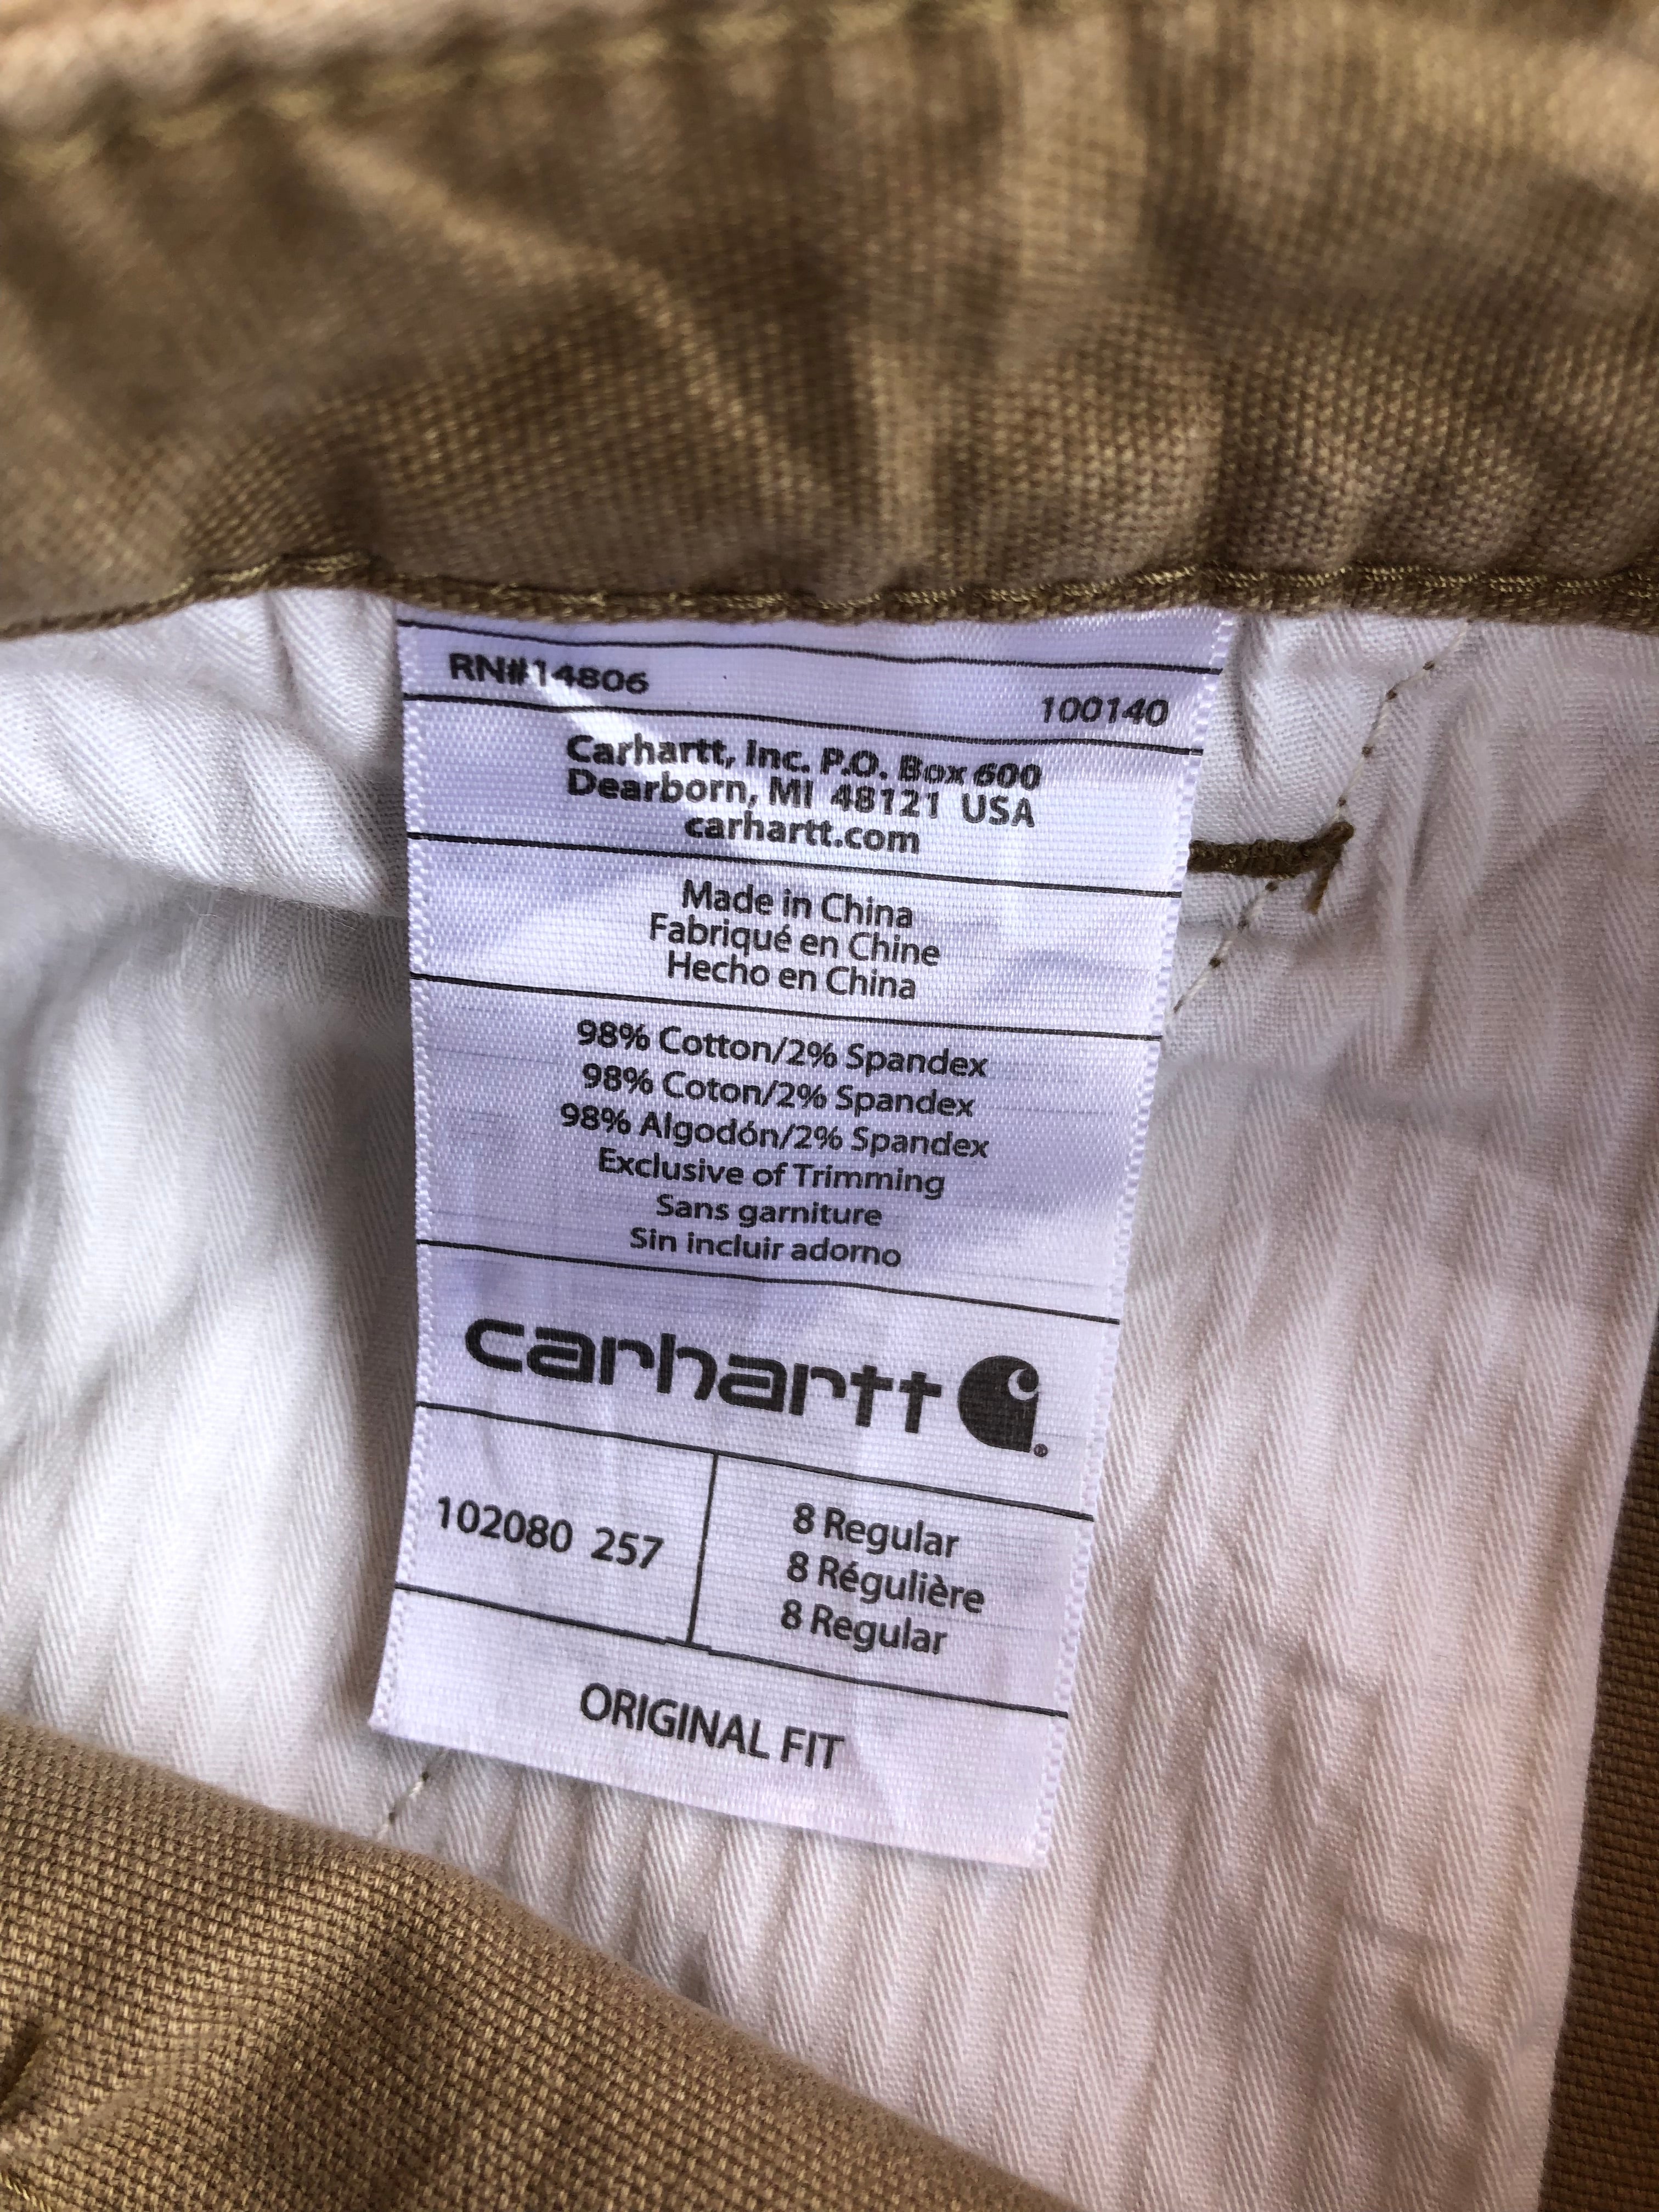 RN#14806
100140
Carhartt, Inc. P.O. Box 600
Dearborn, MI 48121 USA
carhartt.com
Made in China
Fabriqué en Chine
Hecho en China
98% Cotton/2% Spandex
98% Coton/2% Spandex
98% Algodón/2% Spandex
Exclusive of Trimming
Sans garniture
Sin incluir adorno
carhartt ®
102080 257
8 Regular
8 Régulière
8 Regular
ORIGINAL FIT